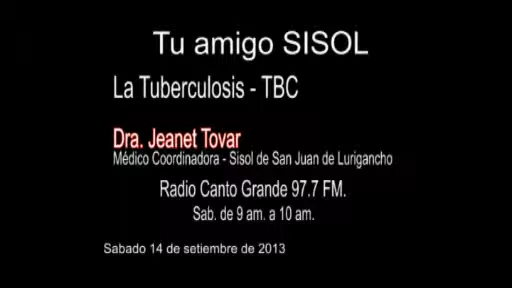 Tu amigo SISOL
La Tuberculosis - TBC
Dra. Jeanet Tovar
Médico Coordinadora - Sisol de San Juan de Lurigancho
Radio Canto Grande 97.7 FM.
Sab. de 9 am. a 10 am.
Sabado 14 de setiembre de 2013